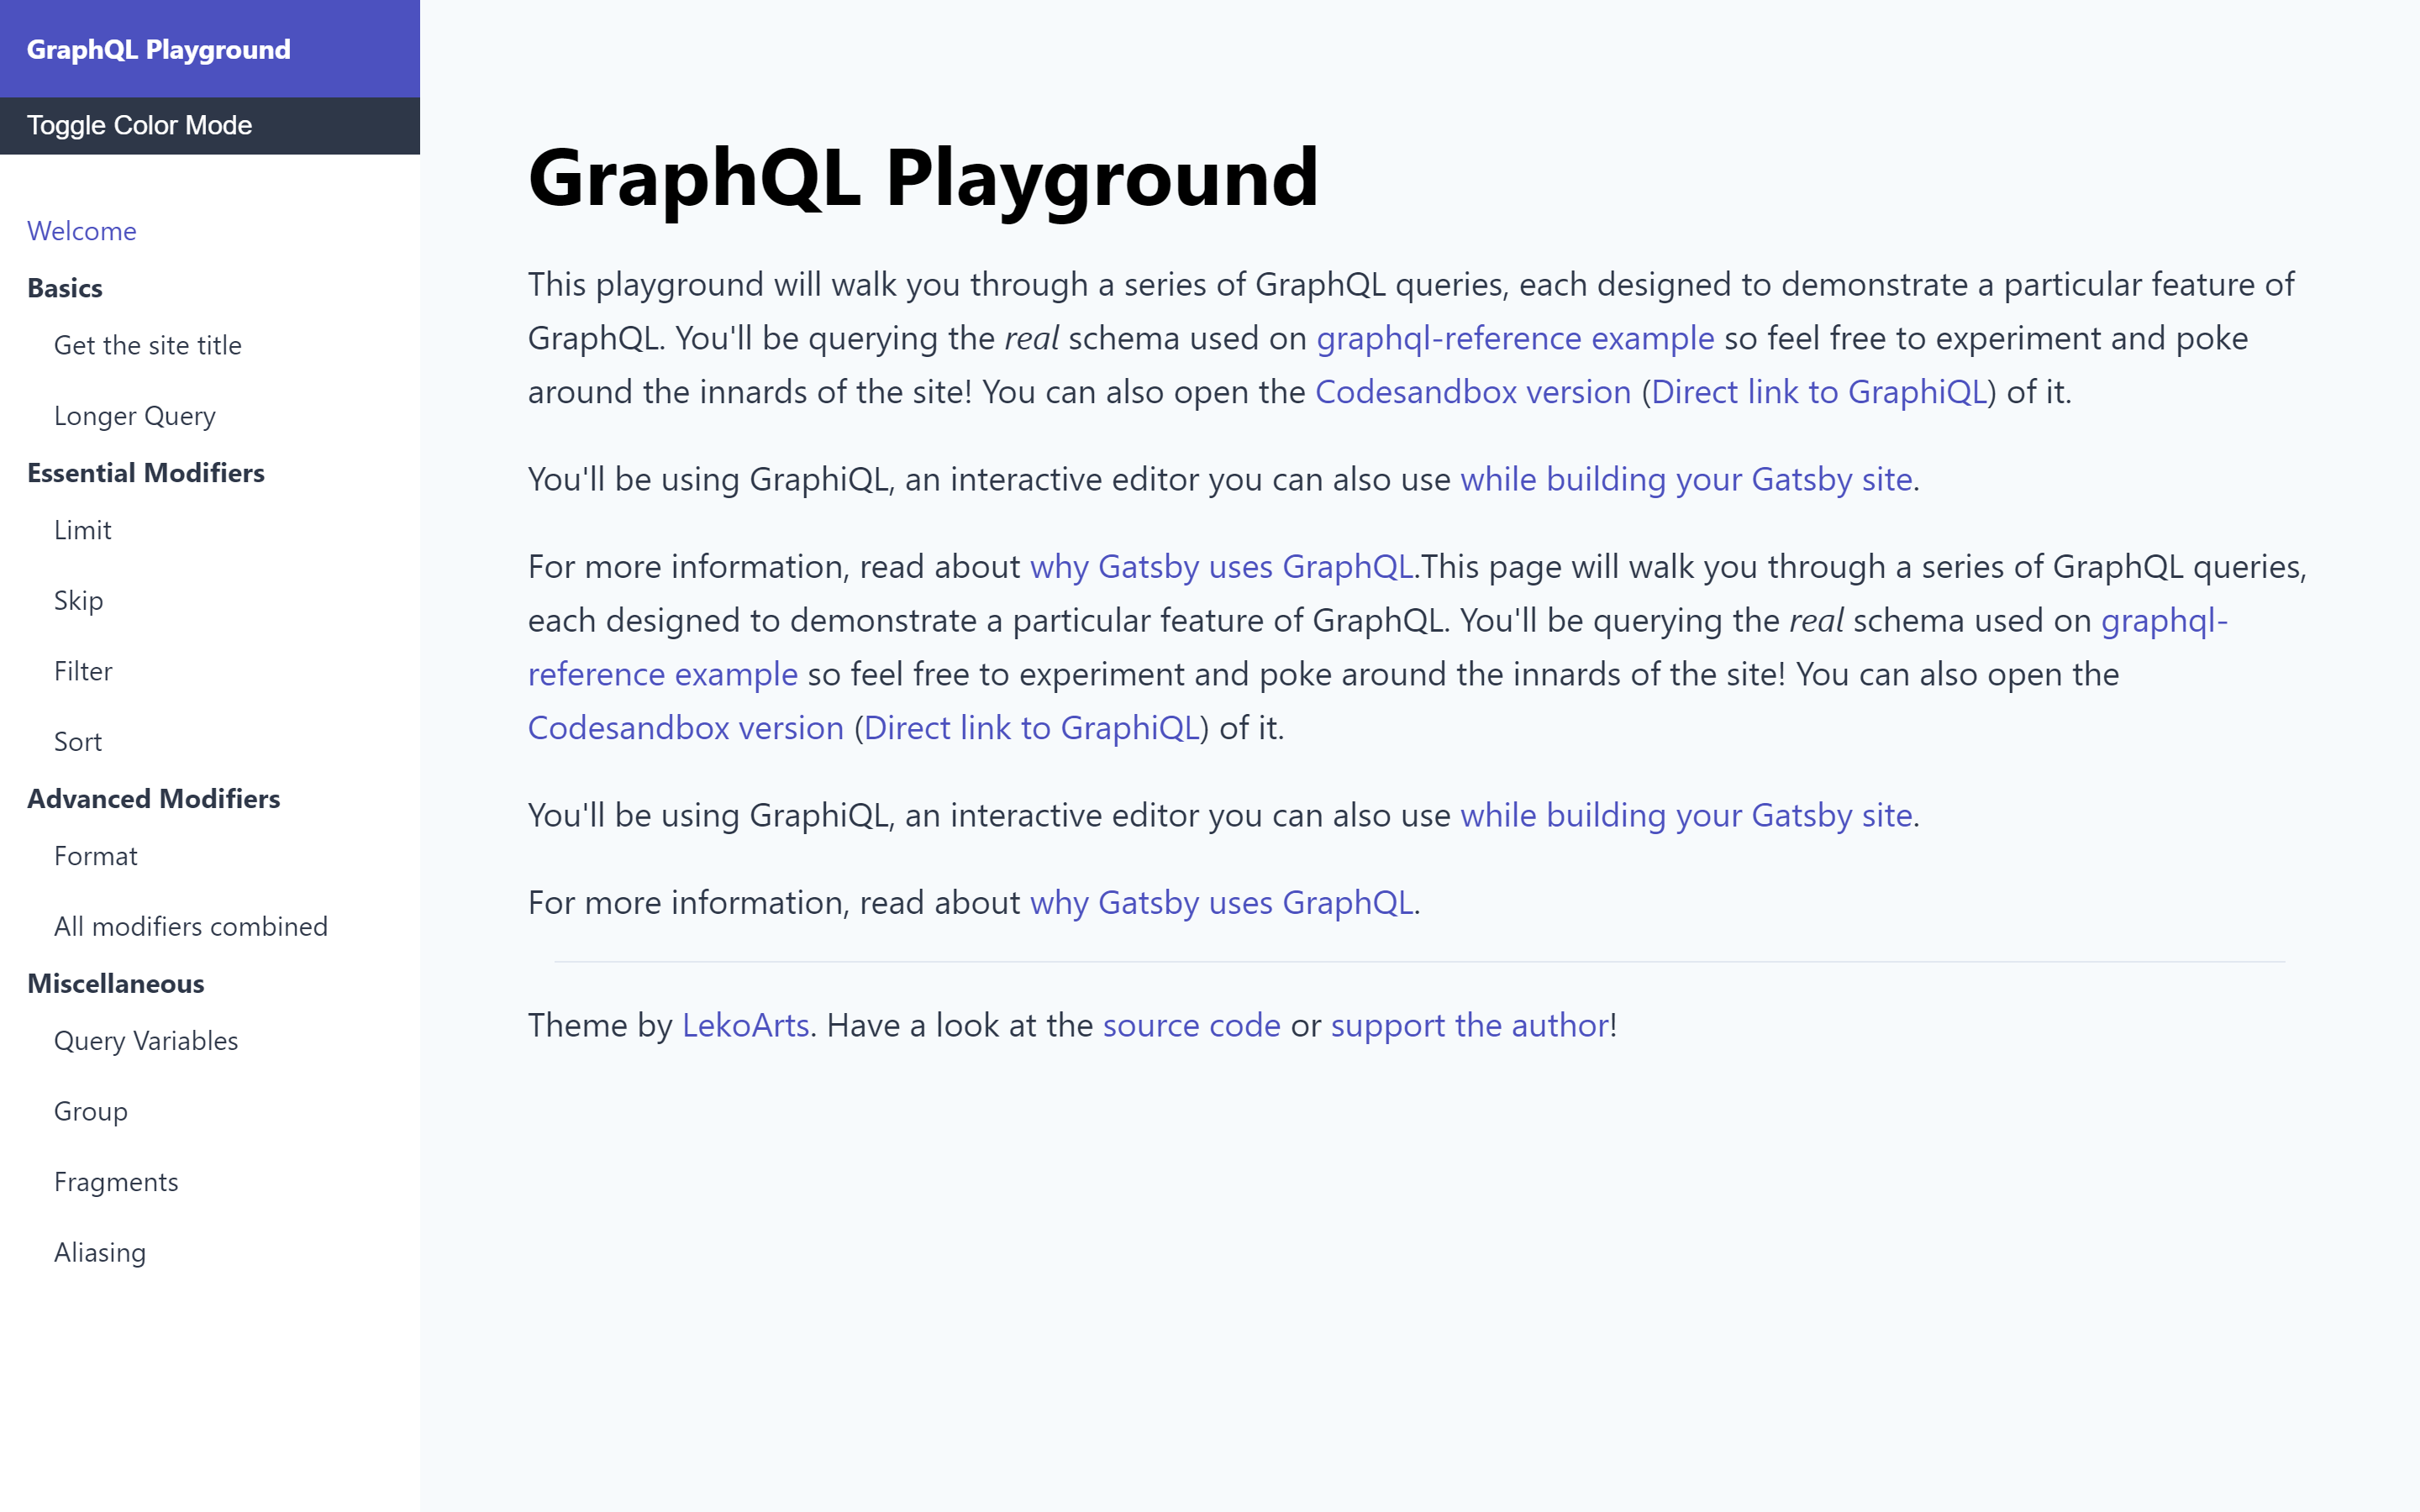 GraphQL Playground
Toggle Color Mode
Welcome
Basics
Get the site title
Longer Query
Essential Modifiers
Limit
Skip
Filter
Sort
Advanced Modifiers
Format
All modifiers combined
Miscellaneous
Query Variables
Group
Fragments
Aliasing
GraphQL Playground
This playground will walk you through a series of GraphQL queries, each designed to demonstrate a particular feature of
GraphQL. You'll be querying the real schema used on graphql-reference example so feel free to experiment and poke
around the innards of the site! You can also open the Codesandbox version (Direct link to GraphiQL) of it.
You'll be using GraphiQL, an interactive editor you can also use while building your Gatsby site.
For more information, read about why Gatsby uses GraphQL.This page will walk you through a series of GraphQL queries,
each designed to demonstrate a particular feature of GraphQL. You'll be querying the real schema used on graphql-
reference example so feel free to experiment and poke around the innards of the site! You can also open the
Codesandbox version (Direct link to GraphiQL) of it.
You'll be using GraphiQL, an interactive editor you can also use while building your Gatsby site.
For more information, read about why Gatsby uses GraphQL.
Theme by LekoArts. Have a look at the source code or support the author!